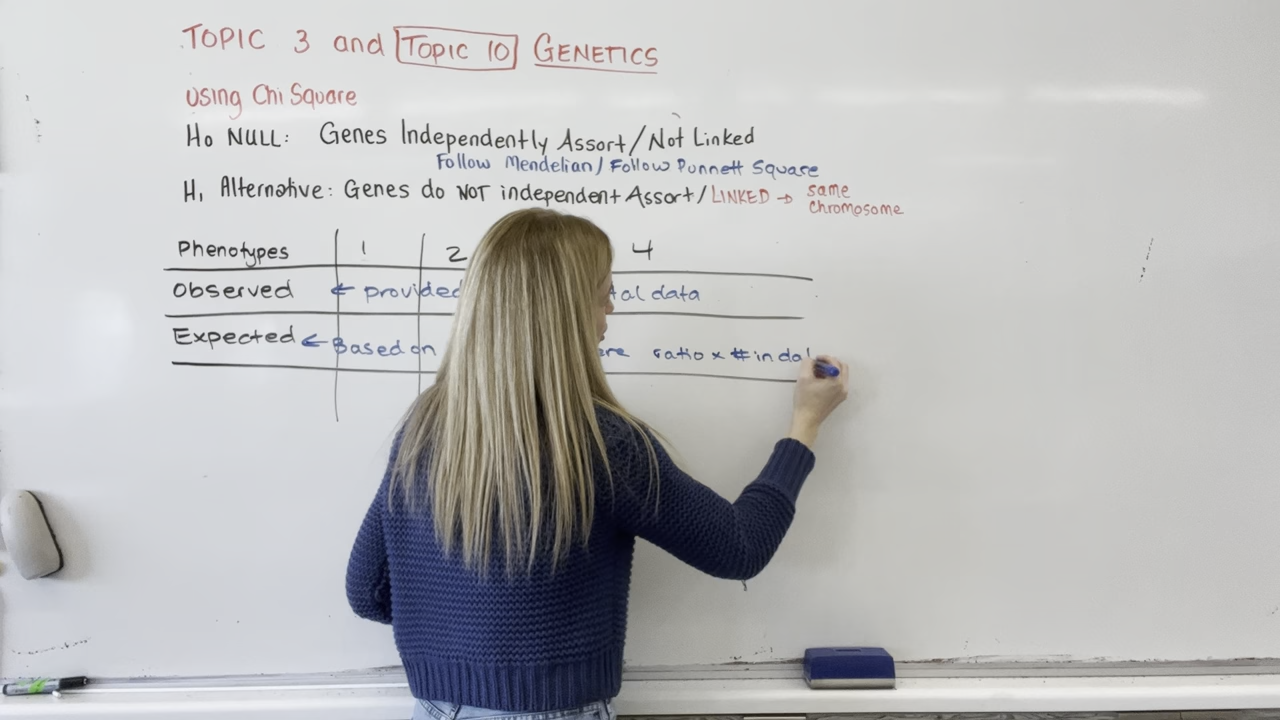 TOPIC 3 and Topic 10 GENETICS
using Chi Square
Ho NULL: Genes Independently Assort/Not Linked
Follow Mendelian/Follow Punnett Square
H1 Alternative: Genes do NOT independent Assort/LINKED → same chromosome
Phenotypes 1 2 4
Observed ← provided data
Expected ← Based on ratio x # in